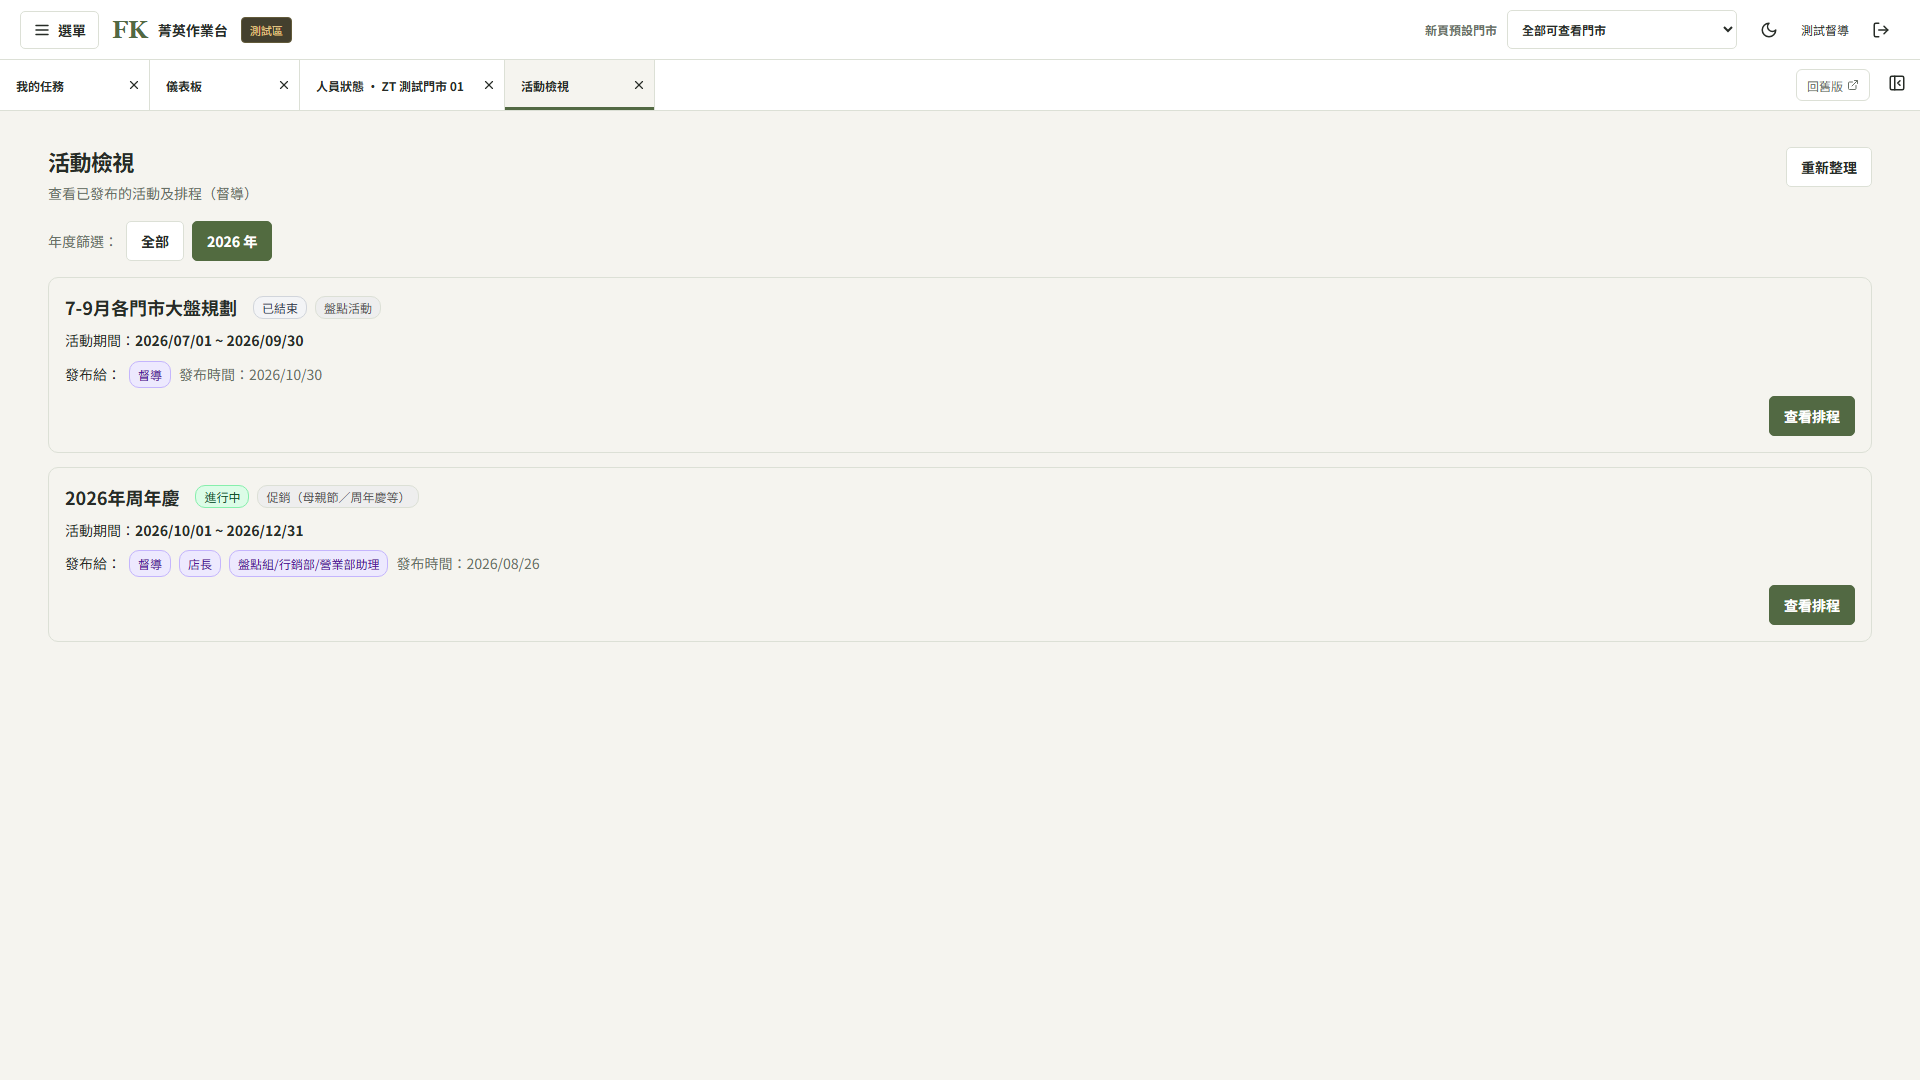 選單
FK 菁英作業台 測試區
新頁預設門市 全部可查看門市 測試督導
我的任務 儀表板 人員狀態 · ZT 測試門市 01 活動檢視
回舊版
活動檢視
查看已發布的活動及排程（督導）
重新整理
年度篩選： 全部 2026 年
7-9月各門市大盤規劃 已結束 盤點活動
活動期間：2026/07/01 ~ 2026/09/30
發布給： 督導 發布時間：2026/10/30
查看排程
2026年周年慶 進行中 促銷（母親節／周年慶等）
活動期間：2026/10/01 ~ 2026/12/31
發布給： 督導 店長 盤點組/行銷部/營業部助理 發布時間：2026/08/26
查看排程